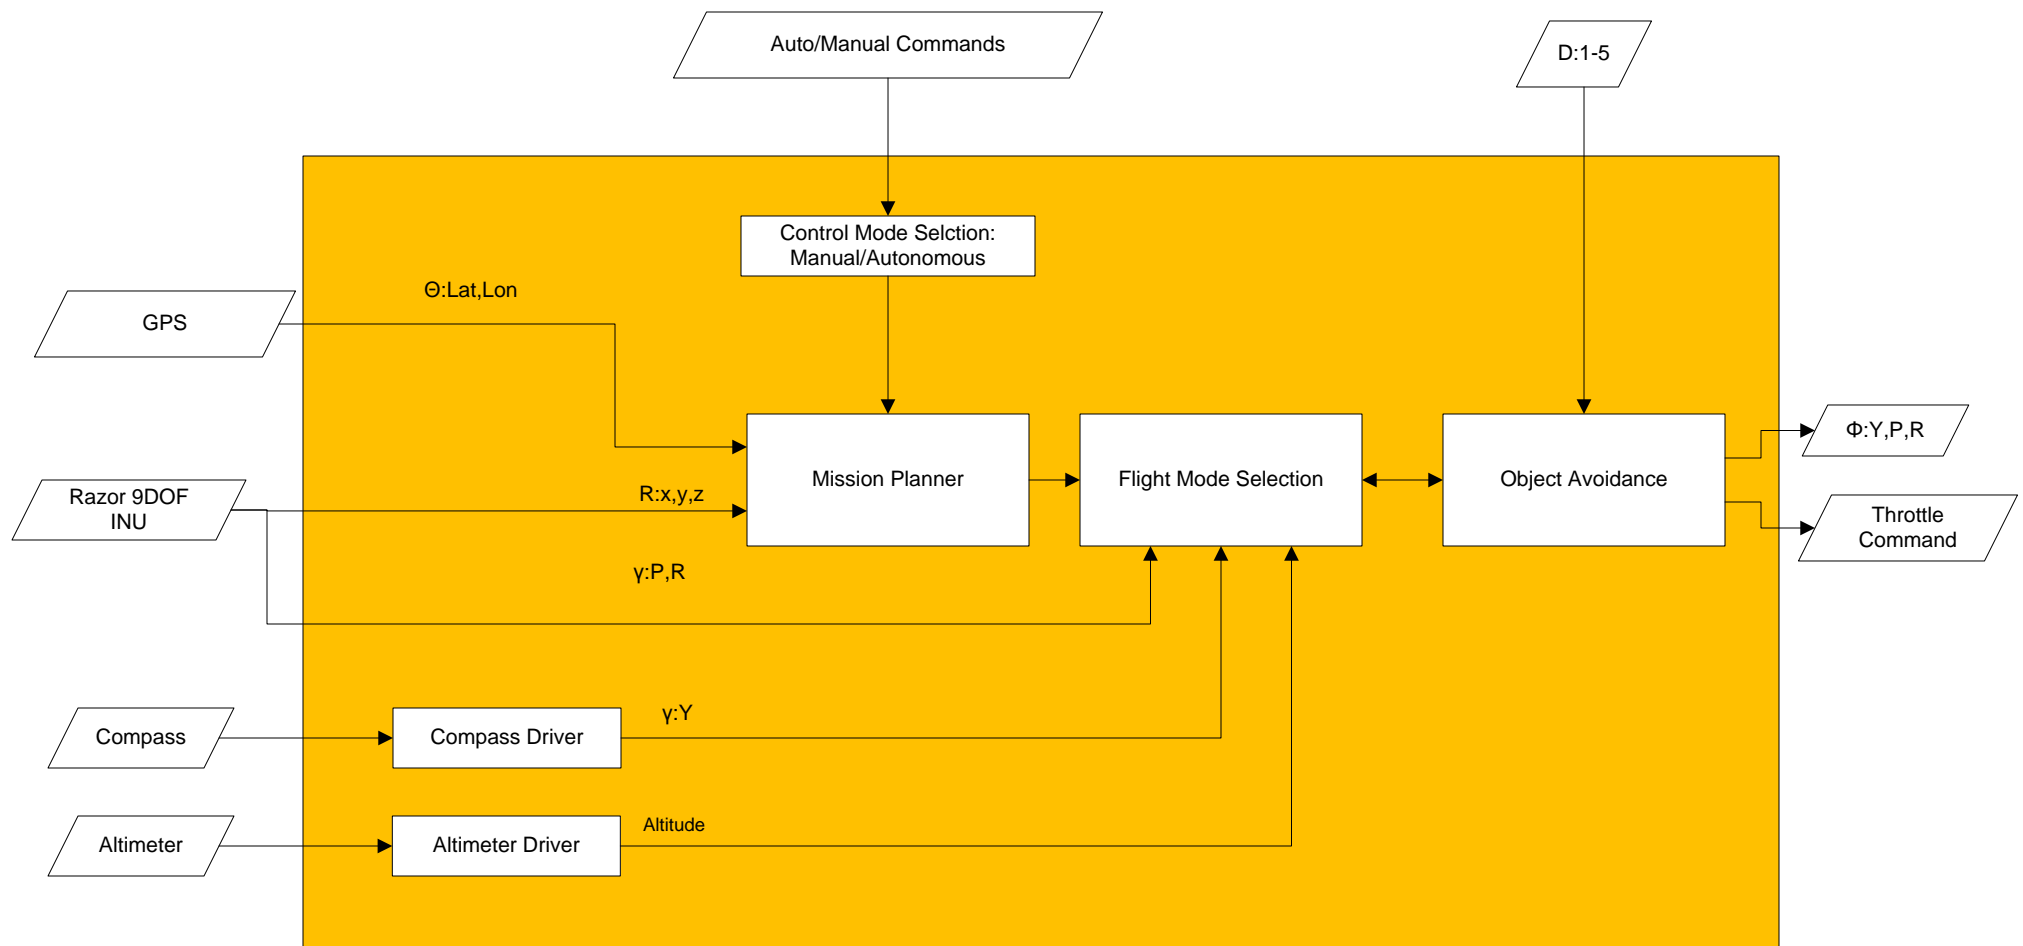 Auto/Manual Commands
D:1-5
Control Mode Selction:
Manual/Autonomous
Θ:Lat,Lon
GPS
Φ:Y,P,R
Mission Planner
Flight Mode Selection
Object Avoidance
R:x,y,z
Razor 9DOF
INU
Throttle
Command
γ:P,R
γ:Y
Compass
Compass Driver
Altitude
Altimeter
Altimeter Driver